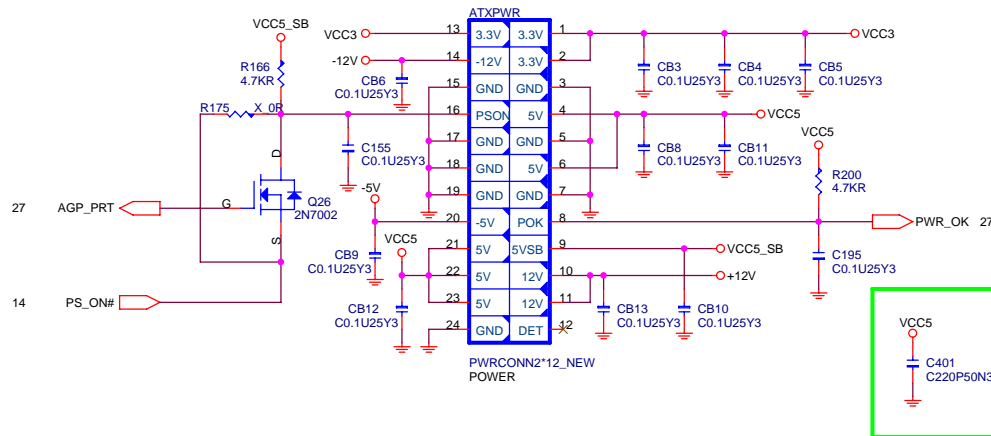 ATXPWR
VCC5_SB
R166
4.7KR
R175
X_0R
VCC3
-12V
CB6
C0.1U25Y3
C155
C0.1U25Y3
D
G
S
Q26
2N7002
27
AGP_PRT
14
PS_ON#
-5V
CB9
C0.1U25Y3
VCC5
CB12
C0.1U25Y3
13 3.3V 3.3V 1
14 -12V 3.3V 2
15 GND GND 3
16 PSON 5V 4
17 GND GND 5
18 GND 5V 6
19 GND GND 7
20 -5V POK 8
21 5V 5VSB 9
22 5V 12V 10
23 5V 12V 11
24 GND DET 12
PWRCONN2*12_NEW
POWER
VCC3
CB3
C0.1U25Y3
CB4
C0.1U25Y3
CB5
C0.1U25Y3
VCC5
CB8
C0.1U25Y3
CB11
C0.1U25Y3
VCC5
R200
4.7KR
PWR_OK 27
VCC5_SB
+12V
C195
C0.1U25Y3
CB13
C0.1U25Y3
CB10
C0.1U25Y3
VCC5
C401
C220P50N3